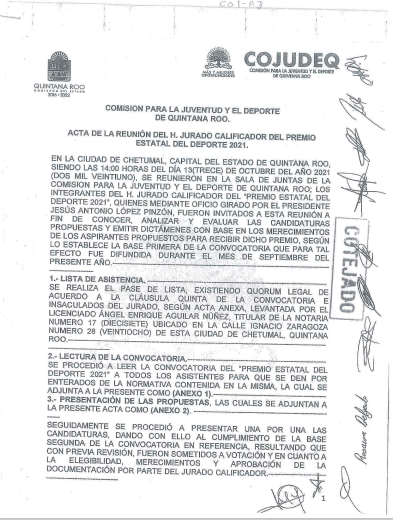 COJ-A3
QUINTANA ROO
GOBIERNO DEL ESTADO
2016 - 2022
MÁS Y MEJORES
OPORTUNIDADES
COJUDEQ
COMISIÓN PARA LA JUVENTUD Y EL DEPORTE
DE QUINTANA ROO
COMISION PARA LA JUVENTUD Y EL DEPORTE
DE QUINTANA ROO.
ACTA DE LA REUNIÓN DEL H. JURADO CALIFICADOR DEL PREMIO
ESTATAL DEL DEPORTE 2021.
EN LA CIUDAD DE CHETUMAL, CAPITAL DEL ESTADO DE QUINTANA ROO,
SIENDO LAS 14:00 HORAS DEL DIA 13(TRECE) DE OCTUBRE DEL AÑO 2021
(DOS MIL VEINTIUNO), SE REUNIERON EN LA SALA DE JUNTAS DE LA
COMISION PARA LA JUVENTUD Y EL DEPORTE DE QUINTANA ROO; LOS
INTEGRANTES DEL H. JURADO CALIFICADOR DEL "PREMIO ESTATAL DEL
DEPORTE 2021", QUIENES MEDIANTE OFICIO GIRADO POR EL PRESIDENTE
JESÚS ANTONIO LÓPEZ PINZÓN, FUERON INVITADOS A ESTA REUNIÓN A
FIN DE CONOCER, ANALIZAR Y EVALUAR LAS CANDIDATURAS
PROPUESTAS Y EMITIR DICTÁMENES CON BASE EN LOS MERECIMIENTOS
DE LOS ASPIRANTES PROPUESTOS PARA RECIBIR DICHO PREMIO, SEGÚN
LO ESTABLECE LA BASE PRIMERA DE LA CONVOCATORIA QUE PARA TAL
EFECTO FUE DIFUNDIDA DURANTE EL MES DE SEPTIEMBRE DEL
PRESENTE AÑO.
1.- LISTA DE ASISTENCIA.
SE REALIZA EL PASE DE LISTA, EXISTIENDO QUORUM LEGAL DE
ACUERDO A LA CLÁUSULA QUINTA DE LA CONVOCATORIA E
INSACULADOS DEL JURADO, SEGÚN ACTA ANEXA, LEVANTADA POR EL
LICENCIADO ÁNGEL ENRIQUE AGUILAR NÚÑEZ, TITULAR DE LA NOTARIA
NUMERO 17 (DIECISIETE) UBICADO EN LA CALLE IGNACIO ZARAGOZA
NUMERO 28 (VEINTIOCHO) DE ESTA CIUDAD DE CHETUMAL, QUINTANA
ROO.
2.- LECTURA DE LA CONVOCATORIA.
SE PROCEDIÓ A LEER LA CONVOCATORIA DEL "PREMIO ESTATAL DEL
DEPORTE 2021" A TODOS LOS ASISTENTES PARA QUE SE DEN POR
ENTERADOS DE LA NORMATIVA CONTENIDA EN LA MISMA, LA CUAL SE
ADJUNTA A LA PRESENTE COMO (ANEXO 1).
3.- PRESENTACIÓN DE LAS PROPUESTAS, LAS CUALES SE ADJUNTAN A
LA PRESENTE ACTA COMO (ANEXO 2).
SEGUIDAMENTE SE PROCEDIÓ A PRESENTAR UNA POR UNA LAS
CANDIDATURAS, DANDO CON ELLO AL CUMPLIMIENTO DE LA BASE
SEGUNDA DE LA CONVOCATORIA EN REFERENCIA, RESULTANDO QUE
CON PREVIA REVISIÓN, FUERON SOMETIDOS A VOTACIÓN Y EN CUANTO A
LA ELEGIBILIDAD, MERECIMIENTOS Y APROBACIÓN DE LA
DOCUMENTACIÓN POR PARTE DEL JURADO CALIFICADOR.
1
COTEJADO
Delgado